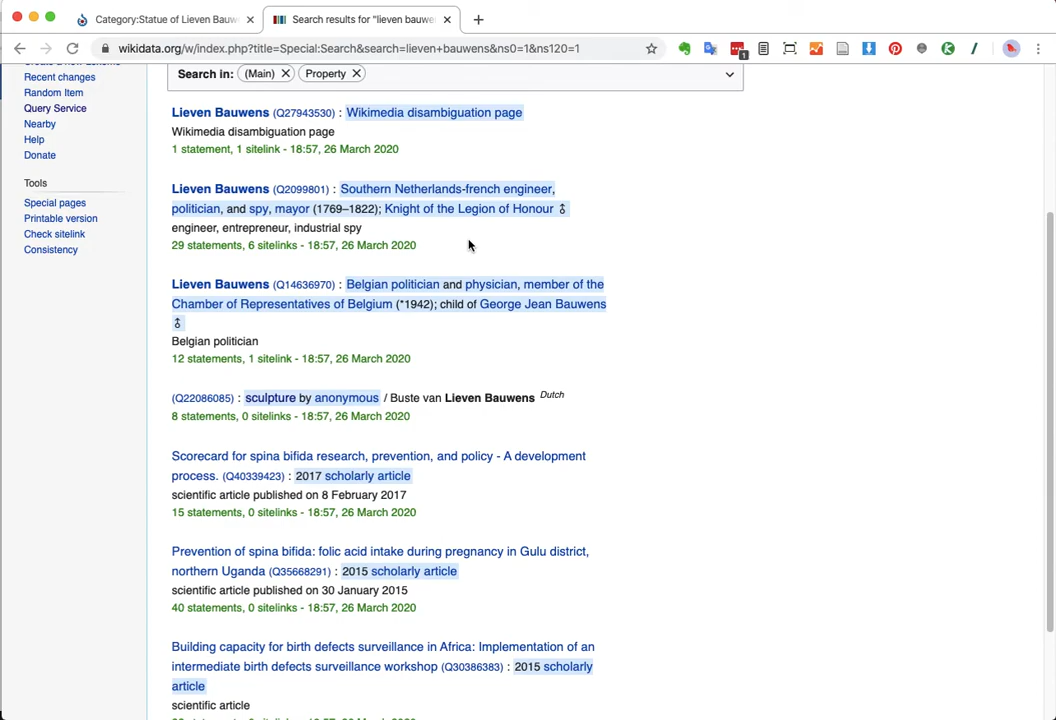 Category:Statue of Lieven Bauw
Search results for "lieven bauwe
wikidata.org/w/index.php?title=Special:Search&search=lieven+bauwens&ns0=1&ns120=1
1
Create a new Lexeme
Recent changes
Random Item
Query Service
Nearby
Help
Donate
Tools
Special pages
Printable version
Check sitelink
Consistency
Search in: (Main) Property
Lieven Bauwens (Q27943530) : Wikimedia disambiguation page
Wikimedia disambiguation page
1 statement, 1 sitelink - 18:57, 26 March 2020
Lieven Bauwens (Q2099801) : Southern Netherlands-french engineer,
politician, and spy, mayor (1769–1822); Knight of the Legion of Honour ♂
engineer, entrepreneur, industrial spy
29 statements, 6 sitelinks - 18:57, 26 March 2020
Lieven Bauwens (Q14636970) : Belgian politician and physician, member of the
Chamber of Representatives of Belgium (*1942); child of George Jean Bauwens
♂
Belgian politician
12 statements, 1 sitelink - 18:57, 26 March 2020
(Q22086085) : sculpture by anonymous / Buste van Lieven Bauwens Dutch
8 statements, 0 sitelinks - 18:57, 26 March 2020
Scorecard for spina bifida research, prevention, and policy - A development
process. (Q40339423) : 2017 scholarly article
scientific article published on 8 February 2017
15 statements, 0 sitelinks - 18:57, 26 March 2020
Prevention of spina bifida: folic acid intake during pregnancy in Gulu district,
northern Uganda (Q35668291) : 2015 scholarly article
scientific article published on 30 January 2015
40 statements, 0 sitelinks - 18:57, 26 March 2020
Building capacity for birth defects surveillance in Africa: Implementation of an
intermediate birth defects surveillance workshop (Q30386383) : 2015 scholarly
article
scientific article